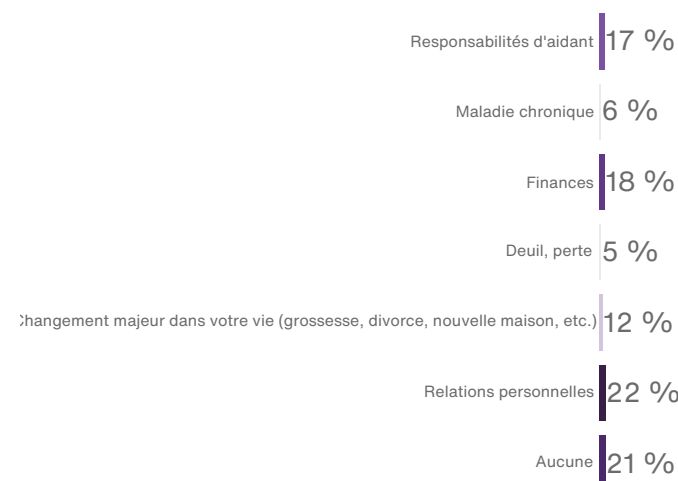 Responsabilités d'aidant 17 %
Maladie chronique 6 %
Finances 18 %
Deuil, perte 5 %
Changement majeur dans votre vie (grossesse, divorce, nouvelle maison, etc.) 12 %
Relations personnelles 22 %
Aucune 21 %